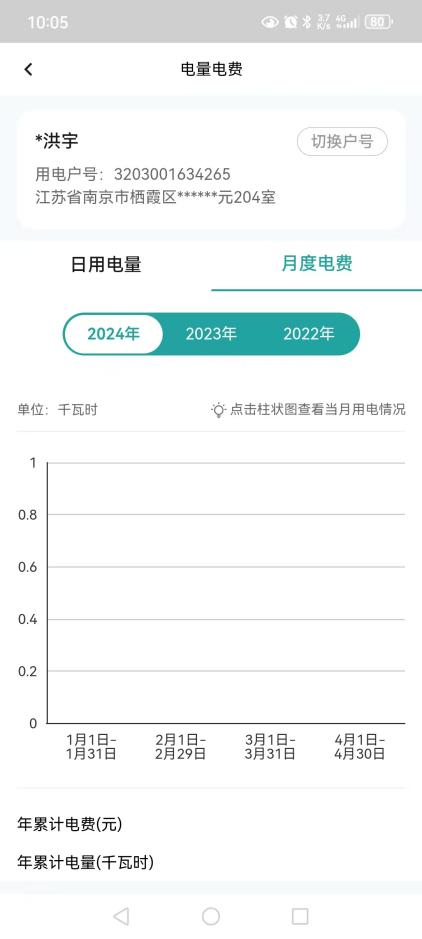 10:05
3.7 K/s 4G 80
电量电费
*洪宇
切换户号
用电户号：3203001634265
江苏省南京市栖霞区******元204室
日用电量
月度电费
2024年
2023年
2022年
单位：千瓦时
点击柱状图查看当月用电情况
1
0.8
0.6
0.4
0.2
0
1月1日-
1月31日
2月1日-
2月29日
3月1日-
3月31日
4月1日-
4月30日
年累计电费(元)
年累计电量(千瓦时)